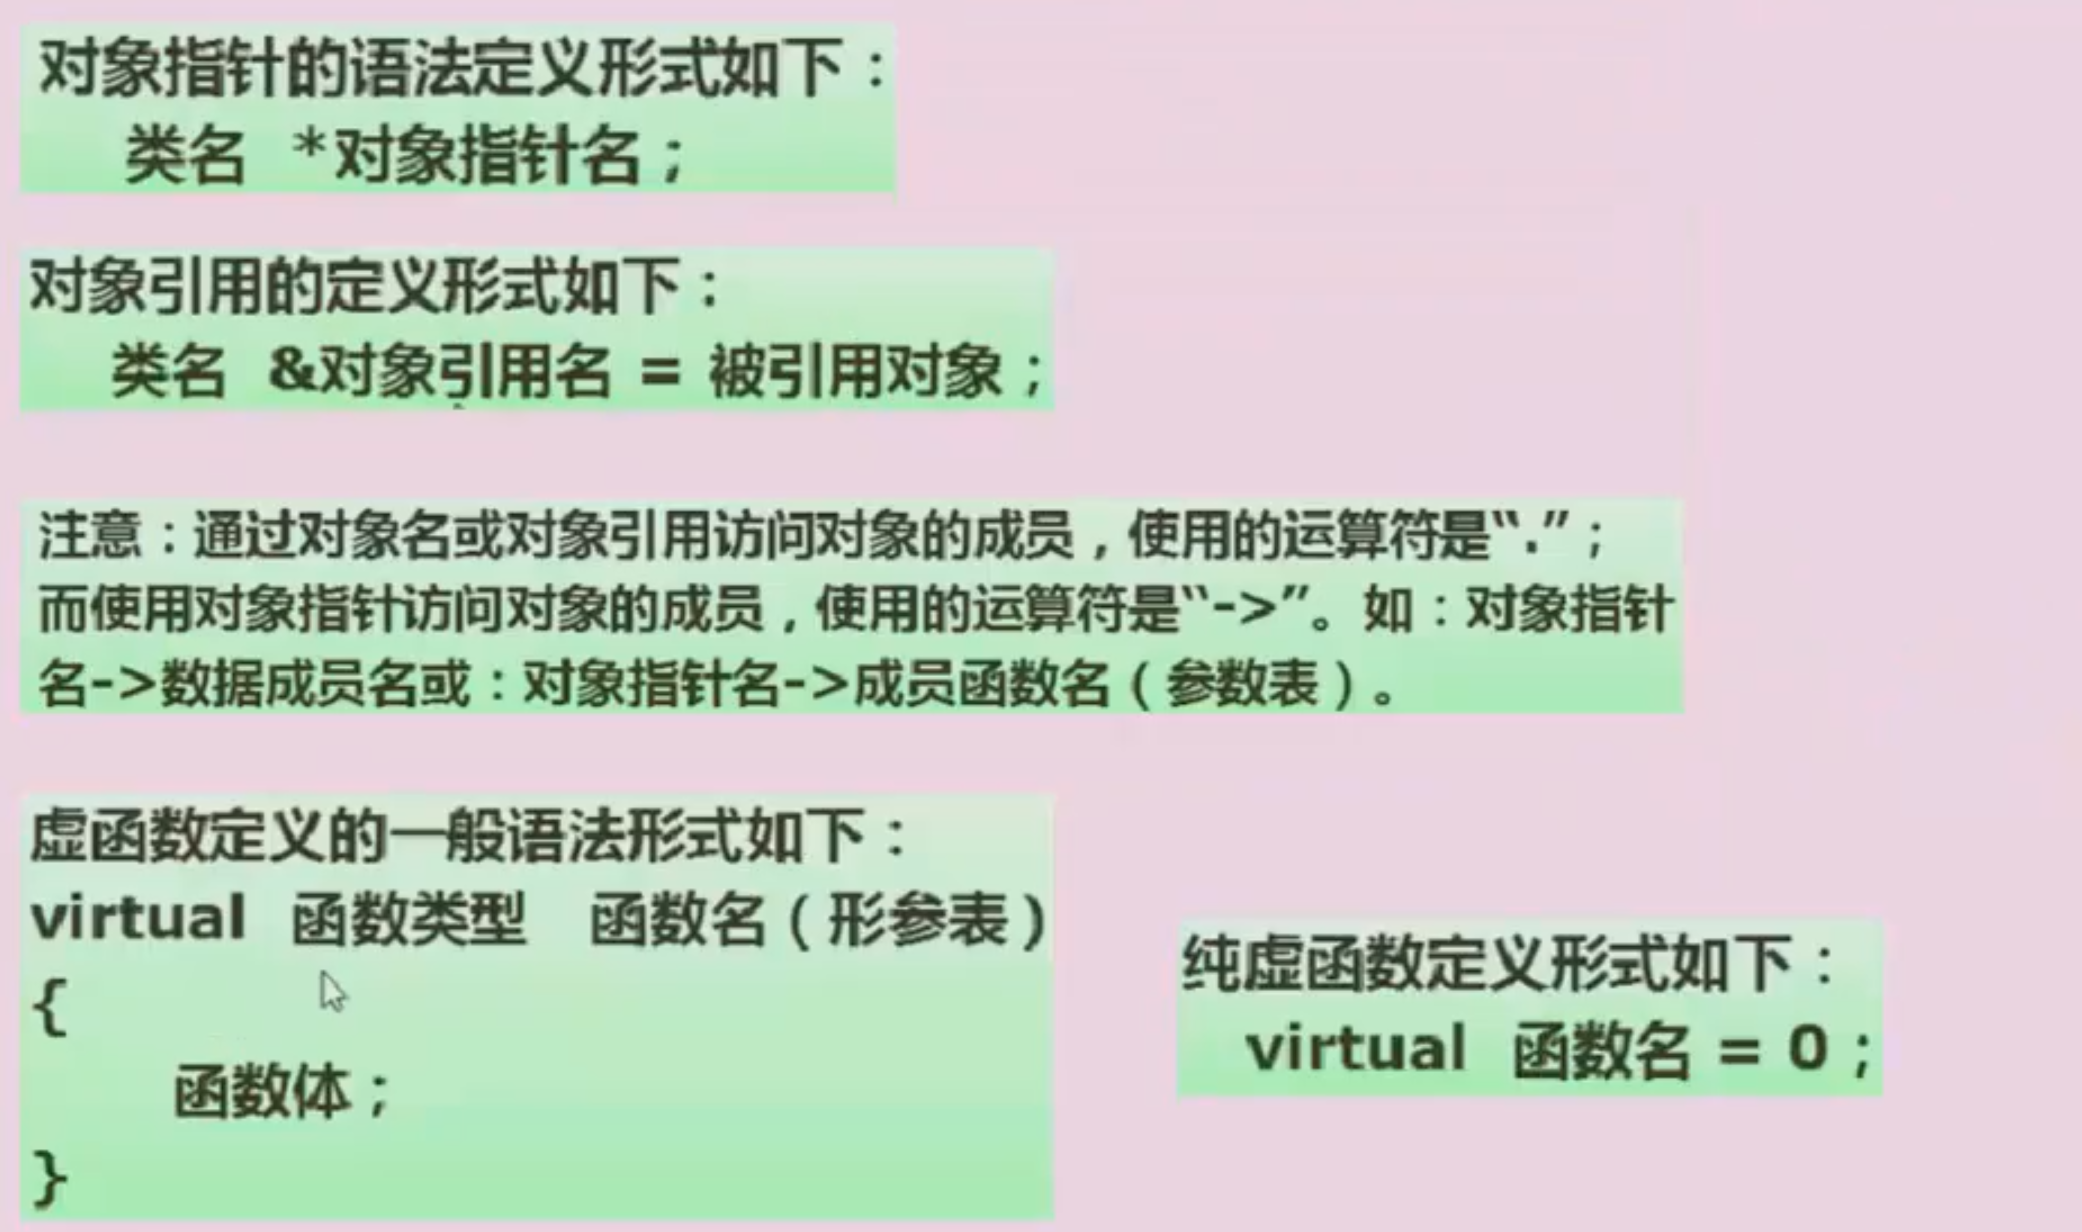 对象指针的语法定义形式如下：
类名 *对象指针名；
对象引用的定义形式如下：
类名 &对象引用名 = 被引用对象；
注意：通过对象名或对象引用访问对象的成员，使用的运算符是“.”；
而使用对象指针访问对象的成员，使用的运算符是“->”。如：对象指针
名->数据成员名或：对象指针名->成员函数名（参数表）。
虚函数定义的一般语法形式如下：
virtual 函数类型 函数名（形参表）
{
函数体；
}
纯虚函数定义形式如下：
virtual 函数名 = 0；